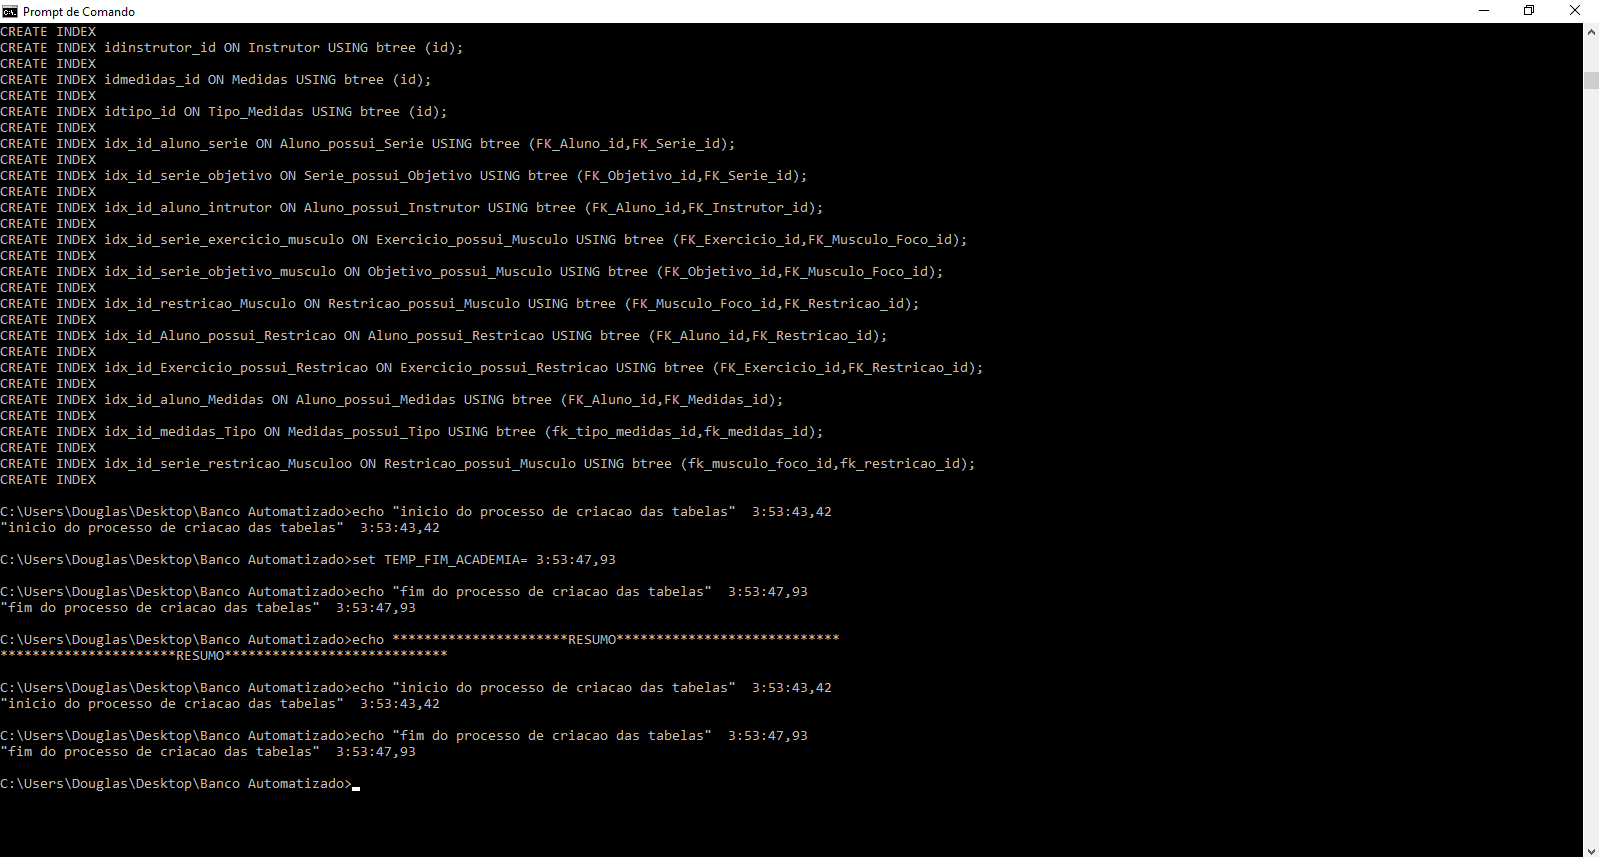 Prompt de Comando
CREATE INDEX
CREATE INDEX idinstrutor_id ON Instrutor USING btree (id);
CREATE INDEX
CREATE INDEX idmedidas_id ON Medidas USING btree (id);
CREATE INDEX
CREATE INDEX idtipo_id ON Tipo_Medidas USING btree (id);
CREATE INDEX
CREATE INDEX idx_id_aluno_serie ON Aluno_possui_Serie USING btree (FK_Aluno_id,FK_Serie_id);
CREATE INDEX
CREATE INDEX idx_id_serie_objetivo ON Serie_possui_Objetivo USING btree (FK_Objetivo_id,FK_Serie_id);
CREATE INDEX
CREATE INDEX idx_id_aluno_intrutor ON Aluno_possui_Instrutor USING btree (FK_Aluno_id,FK_Instrutor_id);
CREATE INDEX
CREATE INDEX idx_id_serie_exercicio_musculo ON Exercicio_possui_Musculo USING btree (FK_Exercicio_id,FK_Musculo_Foco_id);
CREATE INDEX
CREATE INDEX idx_id_serie_objetivo_musculo ON Objetivo_possui_Musculo USING btree (FK_Objetivo_id,FK_Musculo_Foco_id);
CREATE INDEX
CREATE INDEX idx_id_restricao_Musculo ON Restricao_possui_Musculo USING btree (FK_Musculo_Foco_id,FK_Restricao_id);
CREATE INDEX
CREATE INDEX idx_id_Aluno_possui_Restricao ON Aluno_possui_Restricao USING btree (FK_Aluno_id,FK_Restricao_id);
CREATE INDEX
CREATE INDEX idx_id_Exercicio_possui_Restricao ON Exercicio_possui_Restricao USING btree (FK_Exercicio_id,FK_Restricao_id);
CREATE INDEX
CREATE INDEX idx_id_aluno_Medidas ON Aluno_possui_Medidas USING btree (FK_Aluno_id,FK_Medidas_id);
CREATE INDEX
CREATE INDEX idx_id_medidas_Tipo ON Medidas_possui_Tipo USING btree (fk_tipo_medidas_id,fk_medidas_id);
CREATE INDEX
CREATE INDEX idx_id_serie_restricao_Musculoo ON Restricao_possui_Musculo USING btree (fk_musculo_foco_id,fk_restricao_id);
CREATE INDEX
C:\Users\Douglas\Desktop\Banco Automatizado>echo "inicio do processo de criacao das tabelas"  3:53:43,42
"inicio do processo de criacao das tabelas"  3:53:43,42
C:\Users\Douglas\Desktop\Banco Automatizado>set TEMP_FIM_ACADEMIA= 3:53:47,93
C:\Users\Douglas\Desktop\Banco Automatizado>echo "fim do processo de criacao das tabelas"  3:53:47,93
"fim do processo de criacao das tabelas"  3:53:47,93
C:\Users\Douglas\Desktop\Banco Automatizado>echo **********************RESUMO****************************
**********************RESUMO****************************
C:\Users\Douglas\Desktop\Banco Automatizado>echo "inicio do processo de criacao das tabelas"  3:53:43,42
"inicio do processo de criacao das tabelas"  3:53:43,42
C:\Users\Douglas\Desktop\Banco Automatizado>echo "fim do processo de criacao das tabelas"  3:53:47,93
"fim do processo de criacao das tabelas"  3:53:47,93
C:\Users\Douglas\Desktop\Banco Automatizado>